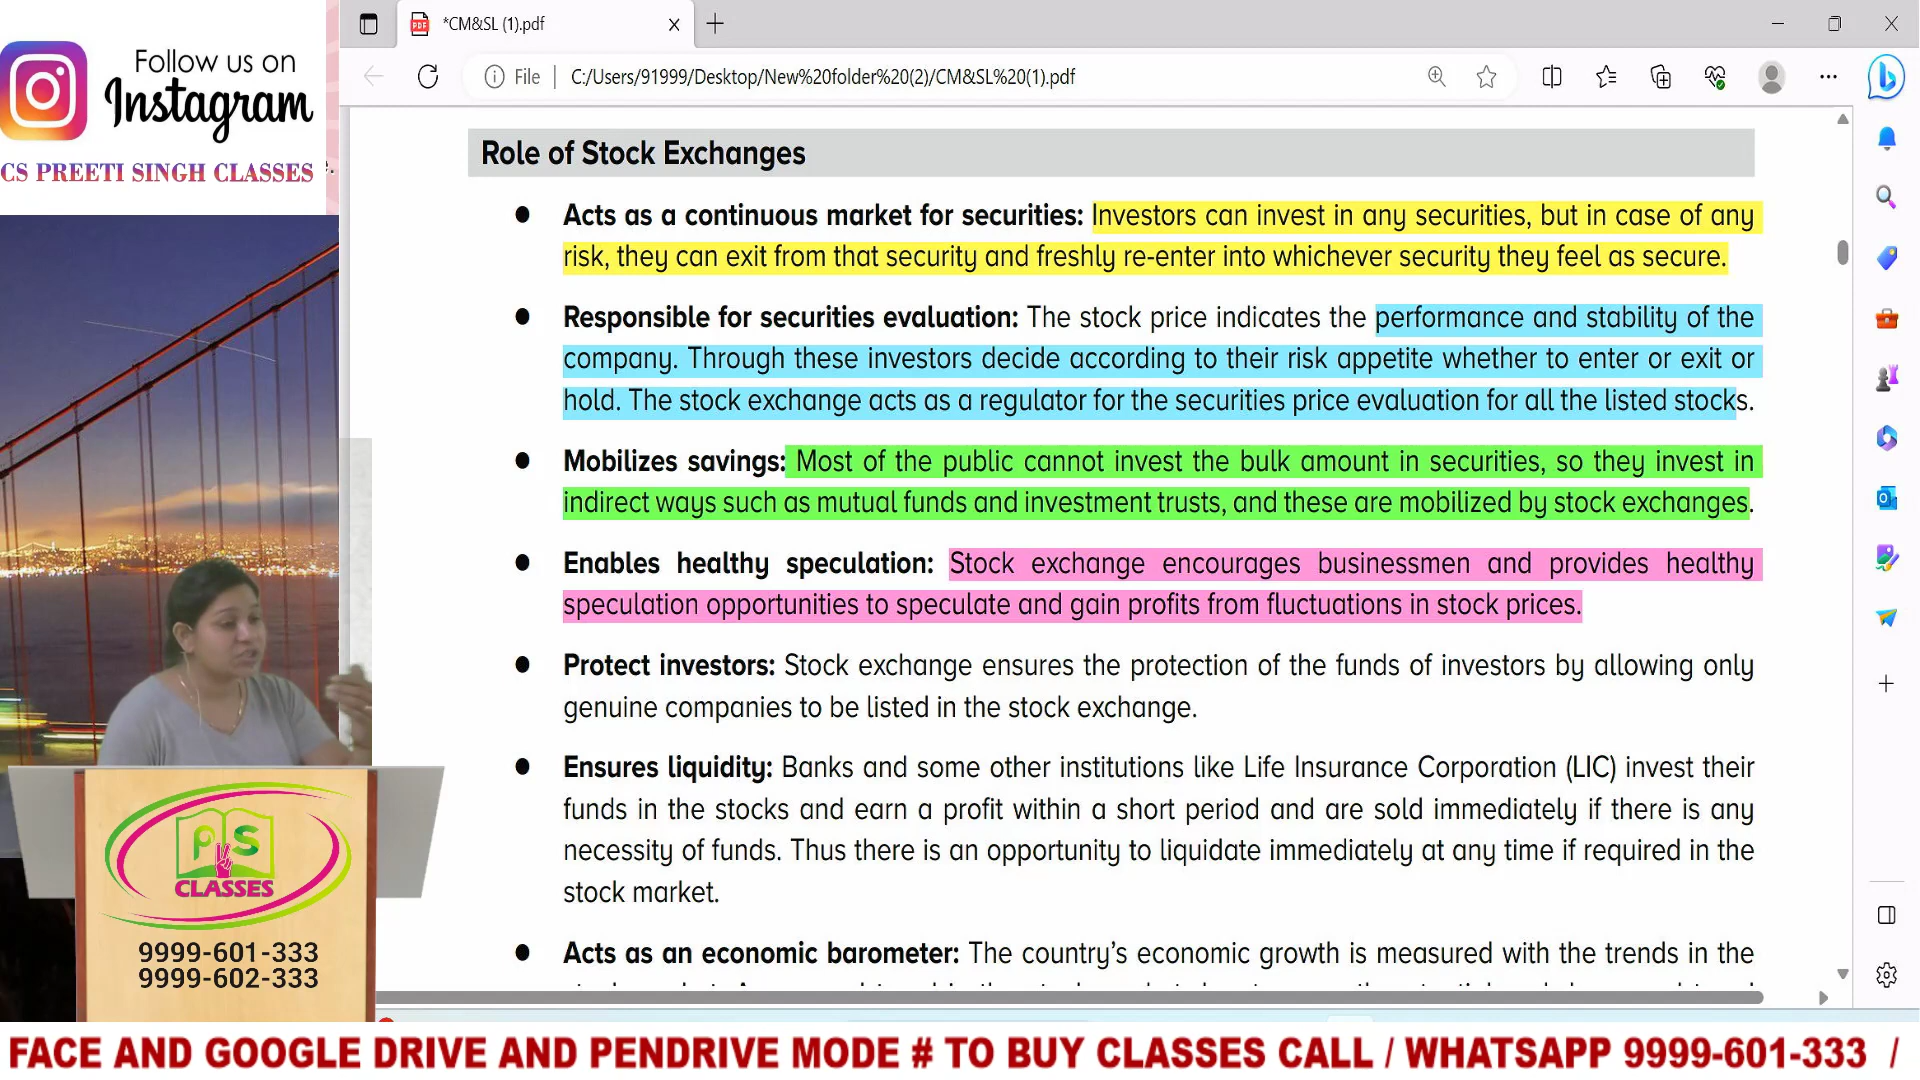 Follow us on
Instagram
CS PREETI SINGH CLASSES
*CM&SL (1).pdf
File
C:/Users/91999/Desktop/New%20folder%20(2)/CM&SL%20(1).pdf
Role of Stock Exchanges
● Acts as a continuous market for securities: Investors can invest in any securities, but in case of any
risk, they can exit from that security and freshly re-enter into whichever security they feel as secure.
● Responsible for securities evaluation: The stock price indicates the performance and stability of the
company. Through these investors decide according to their risk appetite whether to enter or exit or
hold. The stock exchange acts as a regulator for the securities price evaluation for all the listed stocks.
● Mobilizes savings: Most of the public cannot invest the bulk amount in securities, so they invest in
indirect ways such as mutual funds and investment trusts, and these are mobilized by stock exchanges.
● Enables healthy speculation: Stock exchange encourages businessmen and provides healthy
speculation opportunities to speculate and gain profits from fluctuations in stock prices.
● Protect investors: Stock exchange ensures the protection of the funds of investors by allowing only
genuine companies to be listed in the stock exchange.
● Ensures liquidity: Banks and some other institutions like Life Insurance Corporation (LIC) invest their
funds in the stocks and earn a profit within a short period and are sold immediately if there is any
necessity of funds. Thus there is an opportunity to liquidate immediately at any time if required in the
stock market.
● Acts as an economic barometer: The country's economic growth is measured with the trends in the
PS
CLASSES
9999-601-333
9999-602-333
FACE AND GOOGLE DRIVE AND PENDRIVE MODE # TO BUY CLASSES CALL / WHATSAPP 9999-601-333 /